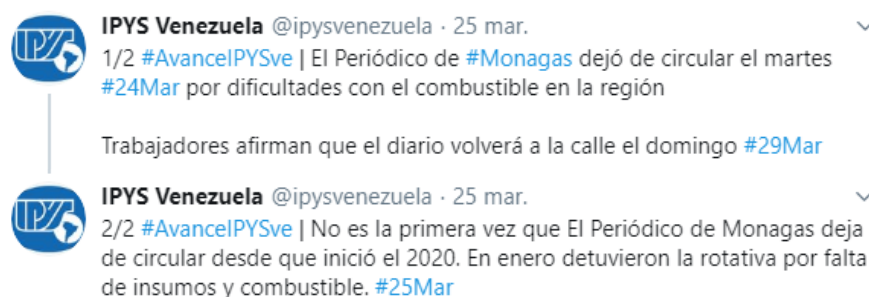 IPYS Venezuela @ipysvenezuela · 25 mar.
1/2 #AvanceIPYSve | El Periódico de #Monagas dejó de circular el martes
#24Mar por dificultades con el combustible en la región
Trabajadores afirman que el diario volverá a la calle el domingo #29Mar
IPYS Venezuela @ipysvenezuela · 25 mar.
2/2 #AvanceIPYSve | No es la primera vez que El Periódico de Monagas deja
de circular desde que inició el 2020. En enero detuvieron la rotativa por falta
de insumos y combustible. #25Mar